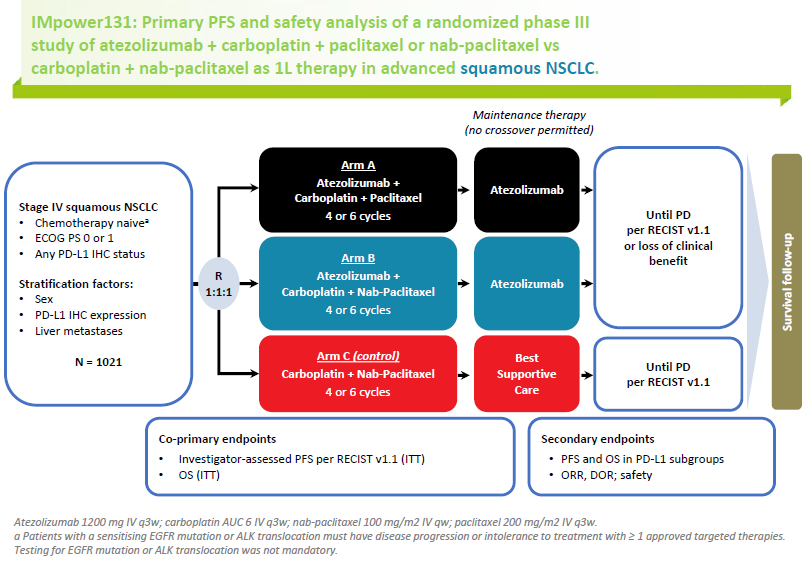 IMpower131: Primary PFS and safety analysis of a randomized phase III
study of atezolizumab + carboplatin + paclitaxel or nab-paclitaxel vs
carboplatin + nab-paclitaxel as 1L therapy in advanced squamous NSCLC.
Maintenance therapy
(no crossover permitted)
Stage IV squamous NSCLC
• Chemotherapy naiveª
• ECOG PS 0 or 1
• Any PD-L1 IHC status
Stratification factors:
• Sex
• PD-L1 IHC expression
• Liver metastases
N = 1021
R
1:1:1
Arm A
Atezolizumab +
Carboplatin + Paclitaxel
4 or 6 cycles
Atezolizumab
Arm B
Atezolizumab +
Carboplatin + Nab-Paclitaxel
4 or 6 cycles
Atezolizumab
Until PD
per RECIST v1.1
or loss of clinical
benefit
Arm C (control)
Carboplatin + Nab-Paclitaxel
4 or 6 cycles
Best
Supportive
Care
Until PD
per RECIST v1.1
Survival follow-up
Co-primary endpoints
• Investigator-assessed PFS per RECIST v1.1 (ITT)
• OS (ITT)
Secondary endpoints
• PFS and OS in PD-L1 subgroups
• ORR, DOR; safety
Atezolizumab 1200 mg IV q3w; carboplatin AUC 6 IV q3w; nab-paclitaxel 100 mg/m2 IV qw; paclitaxel 200 mg/m2 IV q3w.
a Patients with a sensitising EGFR mutation or ALK translocation must have disease progression or intolerance to treatment with ≥ 1 approved targeted therapies.
Testing for EGFR mutation or ALK translocation was not mandatory.